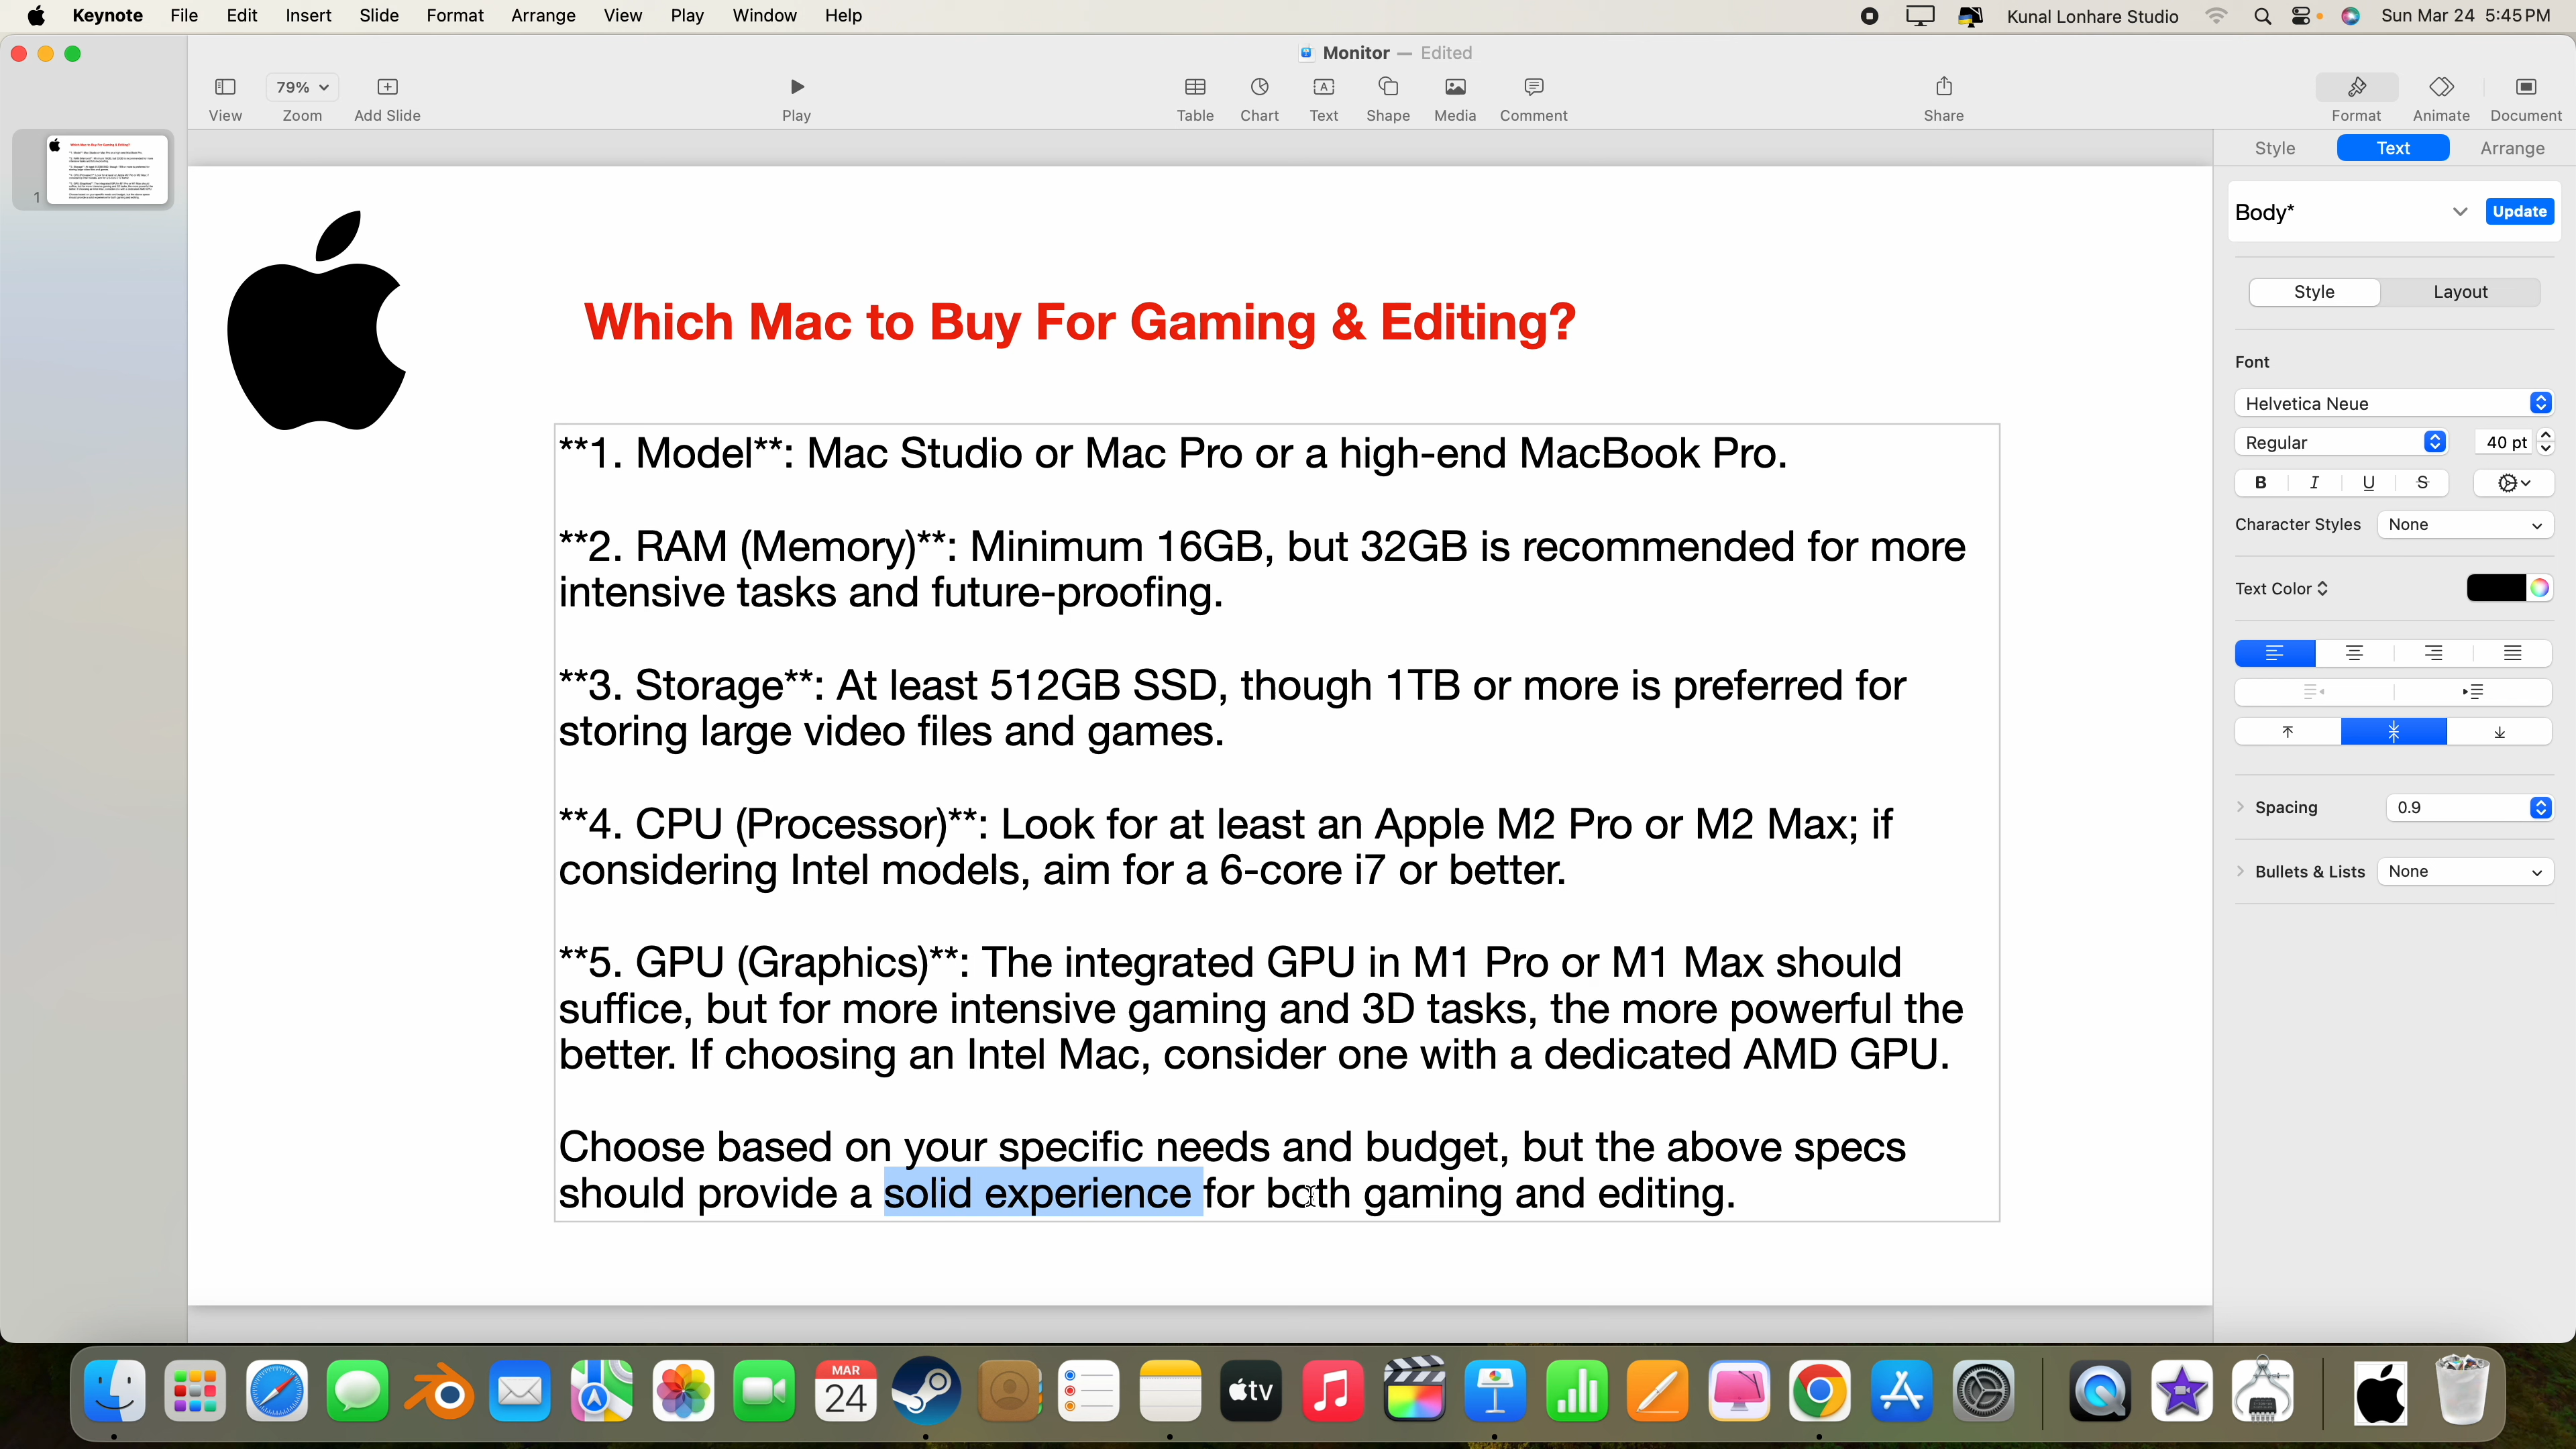 Keynote File Edit Insert Slide Format Arrange View Play Window Help
Kunal Lonhare Studio Sun Mar 24 5:45 PM
Monitor — Edited
79%
View Zoom Add Slide Play Table Chart Text Shape Media Comment Share Format Animate Document
Style Text Arrange
1
Which Mac to Buy For Gaming & Editing?
**1. Model**: Mac Studio or Mac Pro or a high-end MacBook Pro.
**2. RAM (Memory)**: Minimum 16GB, but 32GB is recommended for more
intensive tasks and future-proofing.
**3. Storage**: At least 512GB SSD, though 1TB or more is preferred for
storing large video files and games.
**4. CPU (Processor)**: Look for at least an Apple M2 Pro or M2 Max; if
considering Intel models, aim for a 6-core i7 or better.
**5. GPU (Graphics)**: The integrated GPU in M1 Pro or M1 Max should
suffice, but for more intensive gaming and 3D tasks, the more powerful the
better. If choosing an Intel Mac, consider one with a dedicated AMD GPU.
Choose based on your specific needs and budget, but the above specs
should provide a solid experience for both gaming and editing.
Body* Update
Style Layout
Font
Helvetica Neue
Regular 40 pt
B I U S
Character Styles None
Text Color
Spacing 0.9
Bullets & Lists None
MAR
24
tv